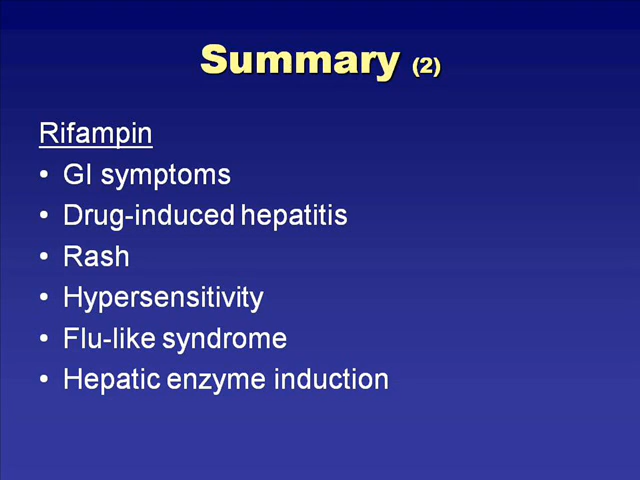 Summary (2)
Rifampin
• GI symptoms
• Drug-induced hepatitis
• Rash
• Hypersensitivity
• Flu-like syndrome
• Hepatic enzyme induction